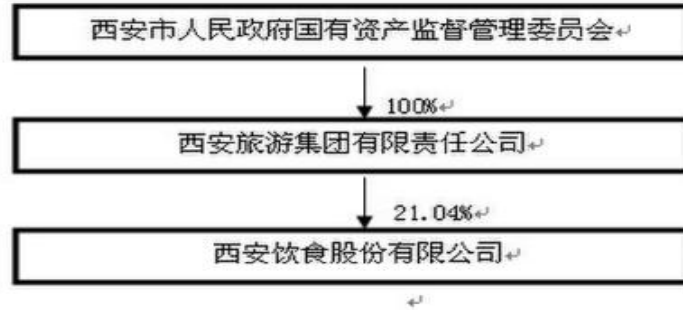 西安市人民政府国有资产监督管理委员会
100%
西安旅游集团有限责任公司
21.04%
西安饮食股份有限公司